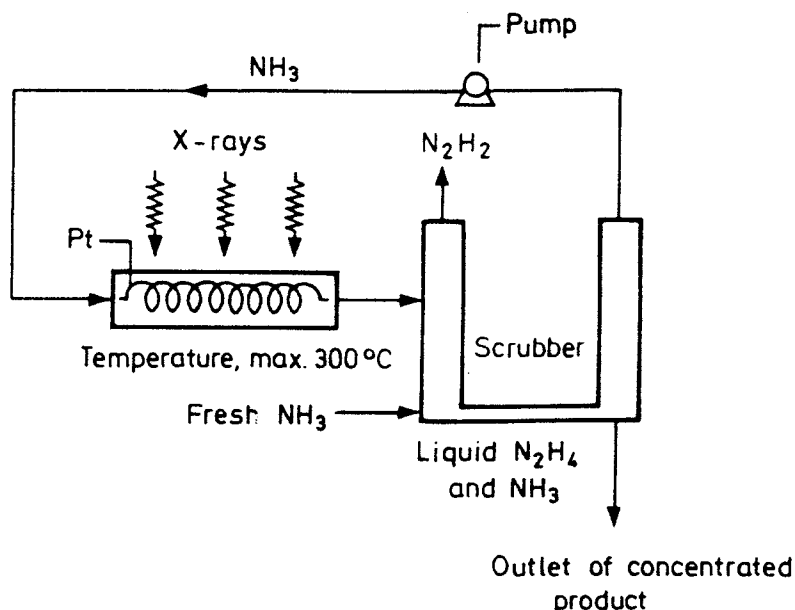 Pump
NH₃
X-rays
N₂H₂
Pt
Scrubber
Temperature, max. 300°C
Fresh NH₃
Liquid N₂H₄
and NH₃
Outlet of concentrated
product